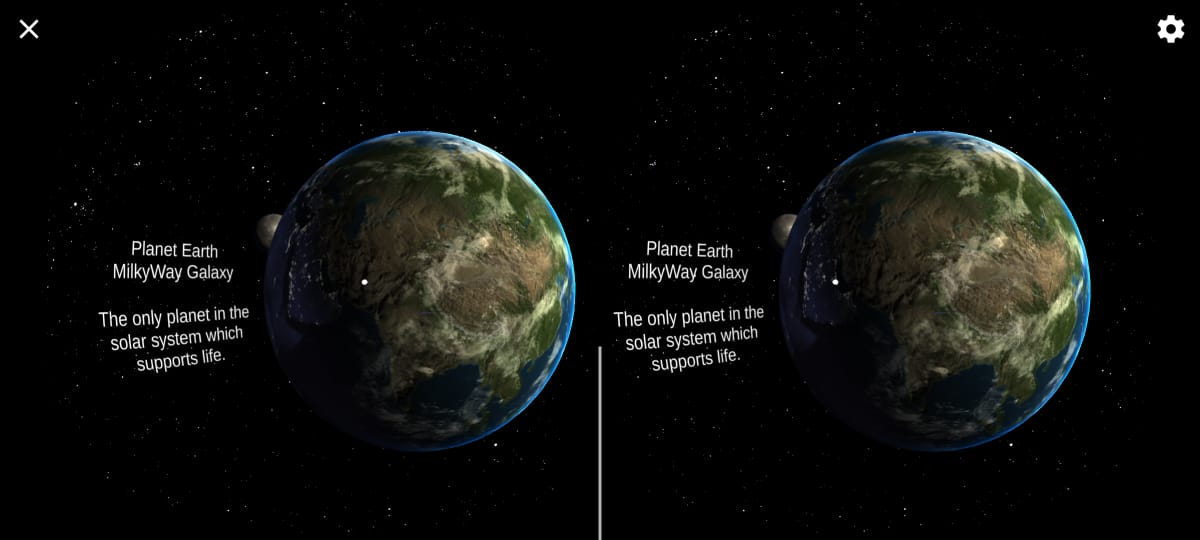 Planet Earth
MilkyWay Galaxy
The only planet in the
solar system which
supports life.
Planet Earth
MilkyWay Galaxy
The only planet in the
solar system which
supports life.